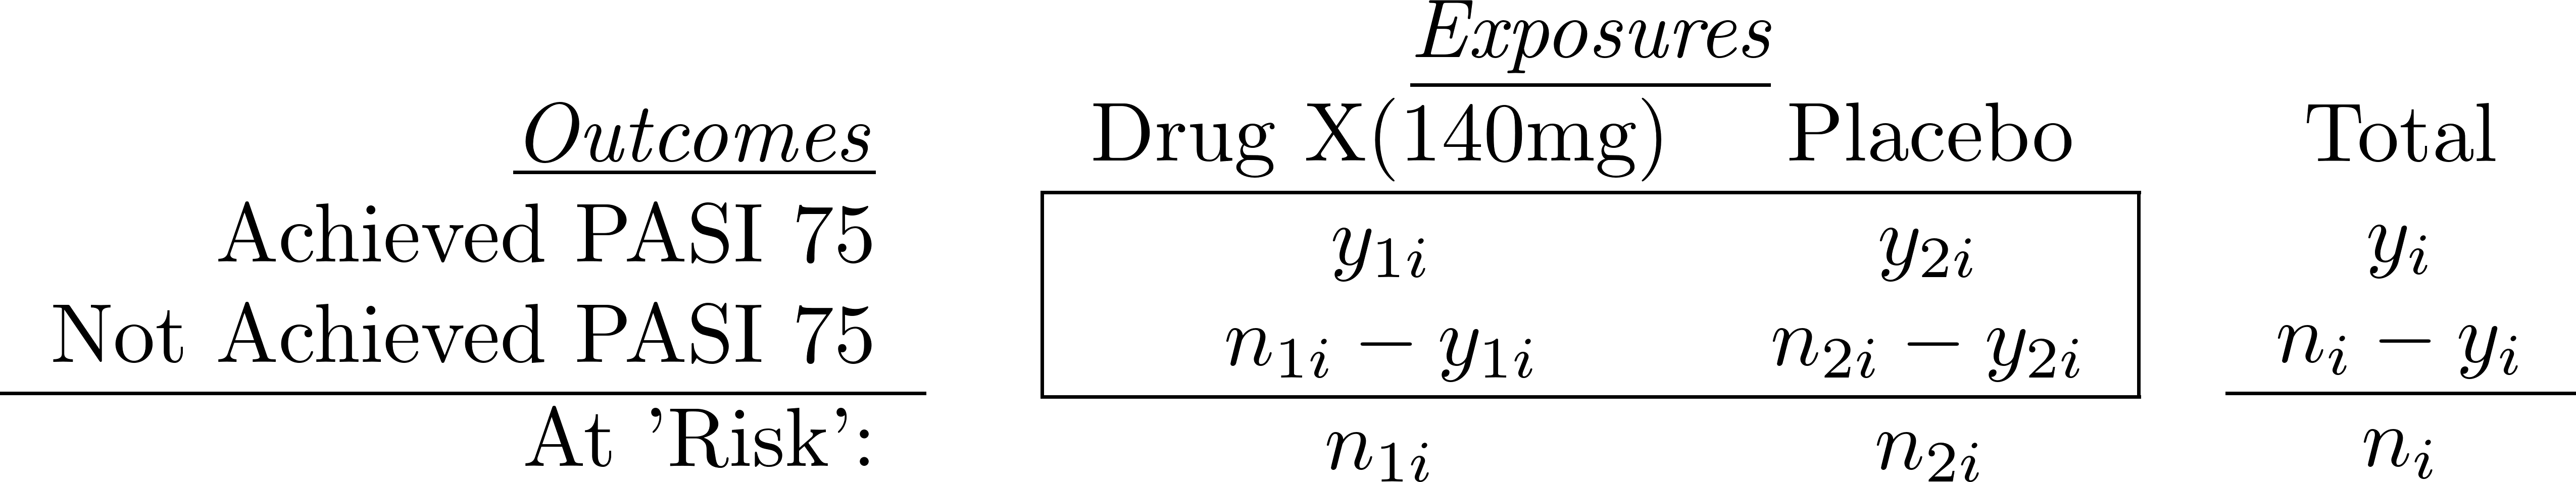 Exposures
Outcomes Drug X(140mg) Placebo Total
Achieved PASI 75 y₁ᵢ y₂ᵢ yᵢ
Not Achieved PASI 75 n₁ᵢ − y₁ᵢ n₂ᵢ − y₂ᵢ nᵢ − yᵢ
At ’Risk’: n₁ᵢ n₂ᵢ nᵢ